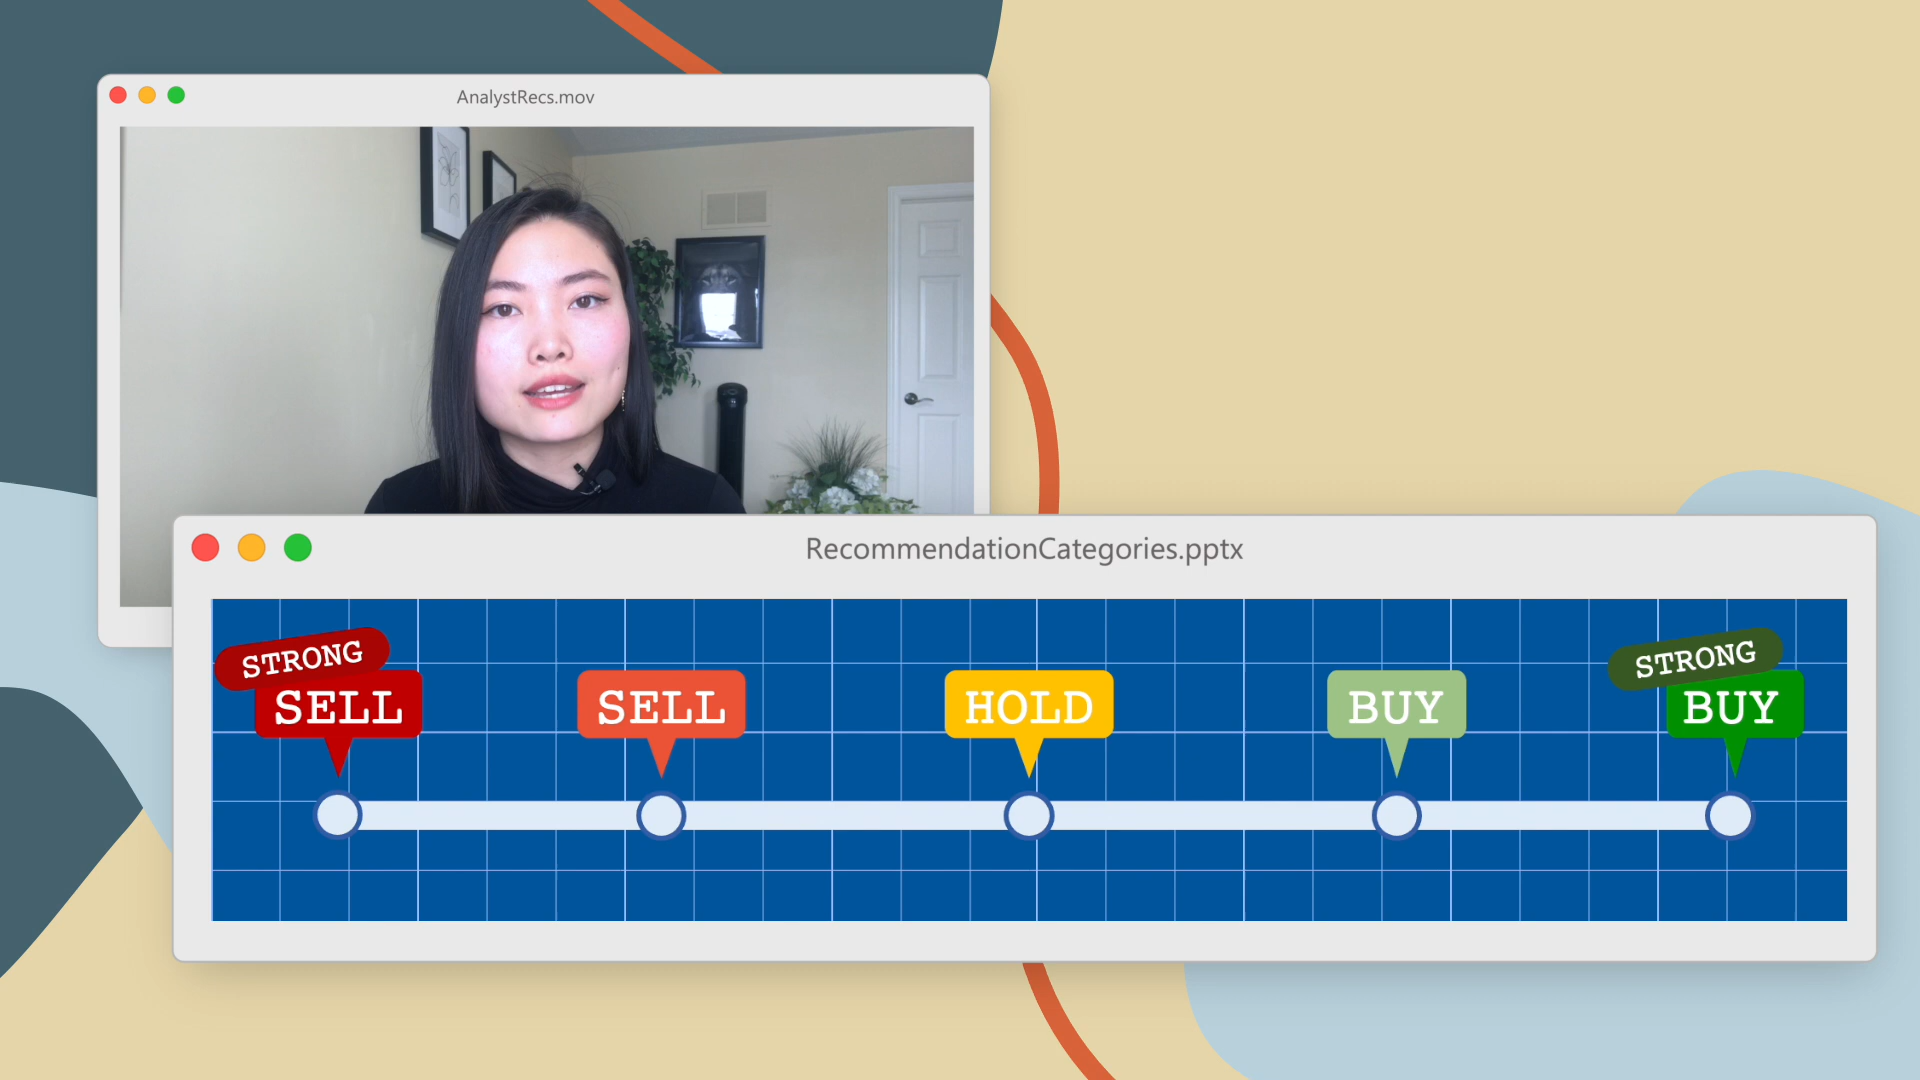 AnalystRecs.mov
RecommendationCategories.pptx
STRONG
SELL
SELL
HOLD
BUY
STRONG
BUY